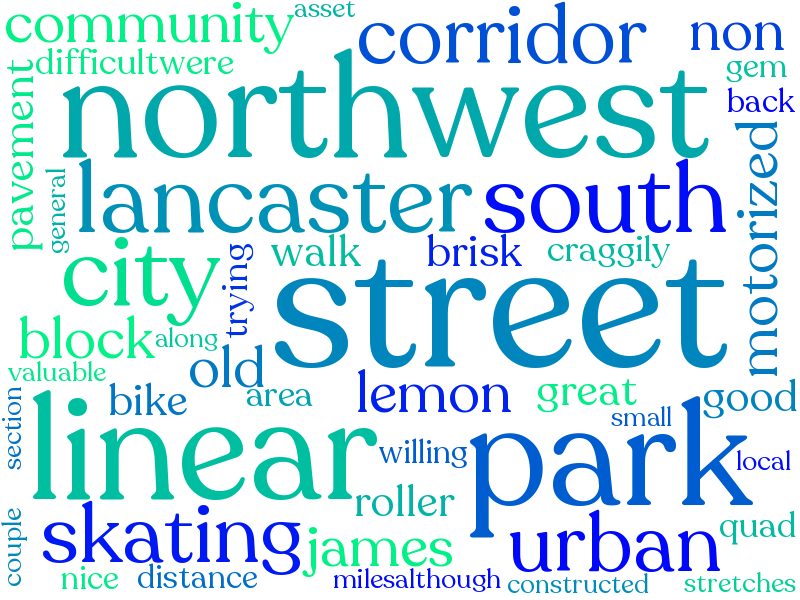 community
asset
corridor
non
difficultwere
gem
back
northwest
pavement
general
lancaster
south
motorized
city
trying
walk
brisk
craggily
street
block
along
valuable
old
bike
area
lemon
great
good
section
linear
small
park
willing
local
roller
couple
skating
james
urban
quad
nice
distance
milesalthough
constructed
stretches